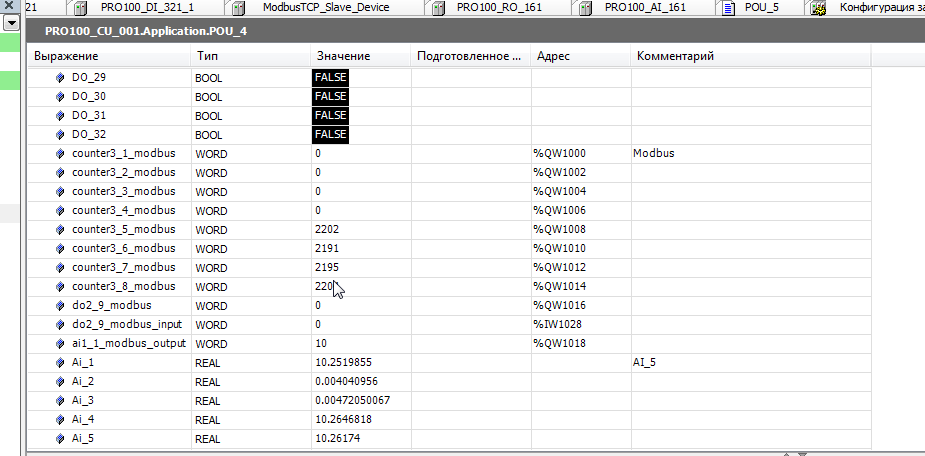 21 PRO100_DI_321_1 ModbusTCP_Slave_Device PRO100_RO_161 PRO100_AI_161 POU_5 Конфигурация за
PRO100_CU_001.Application.POU_4
Выражение Тип Значение Подготовленное ... Адрес Комментарий
DO_29 BOOL FALSE
DO_30 BOOL FALSE
DO_31 BOOL FALSE
DO_32 BOOL FALSE
counter3_1_modbus WORD 0 %QW1000 Modbus
counter3_2_modbus WORD 0 %QW1002
counter3_3_modbus WORD 0 %QW1004
counter3_4_modbus WORD 0 %QW1006
counter3_5_modbus WORD 2202 %QW1008
counter3_6_modbus WORD 2191 %QW1010
counter3_7_modbus WORD 2195 %QW1012
counter3_8_modbus WORD %QW1014
do2_9_modbus WORD 0 %QW1016
do2_9_modbus_input WORD 0 %IW1028
ai1_1_modbus_output WORD 10 %QW1018
Ai_1 REAL 10.2519855 AI_5
Ai_2 REAL 0.004040956
Ai_3 REAL 0.00472050067
Ai_4 REAL 10.2646818
Ai_5 REAL 10.26174